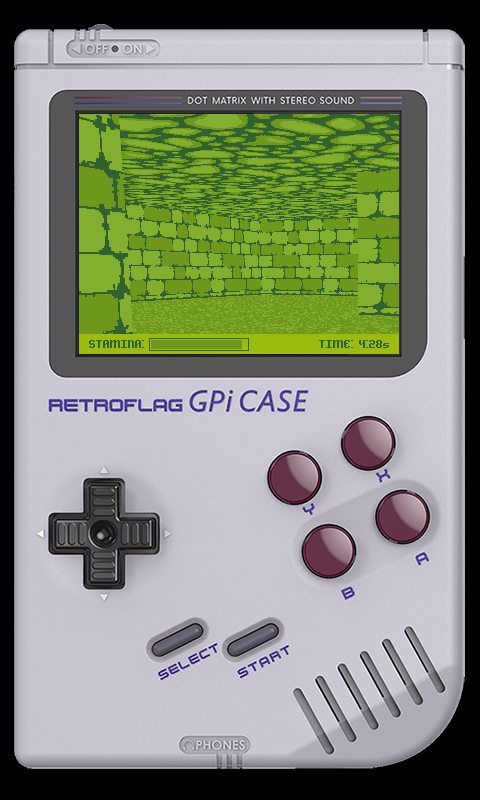 OFF ON
DOT MATRIX WITH STEREO SOUND
STAMINA: TIME: 4:28s
RETROFLAG GPi CASE
X
Y
A
B
SELECT START
PHONES